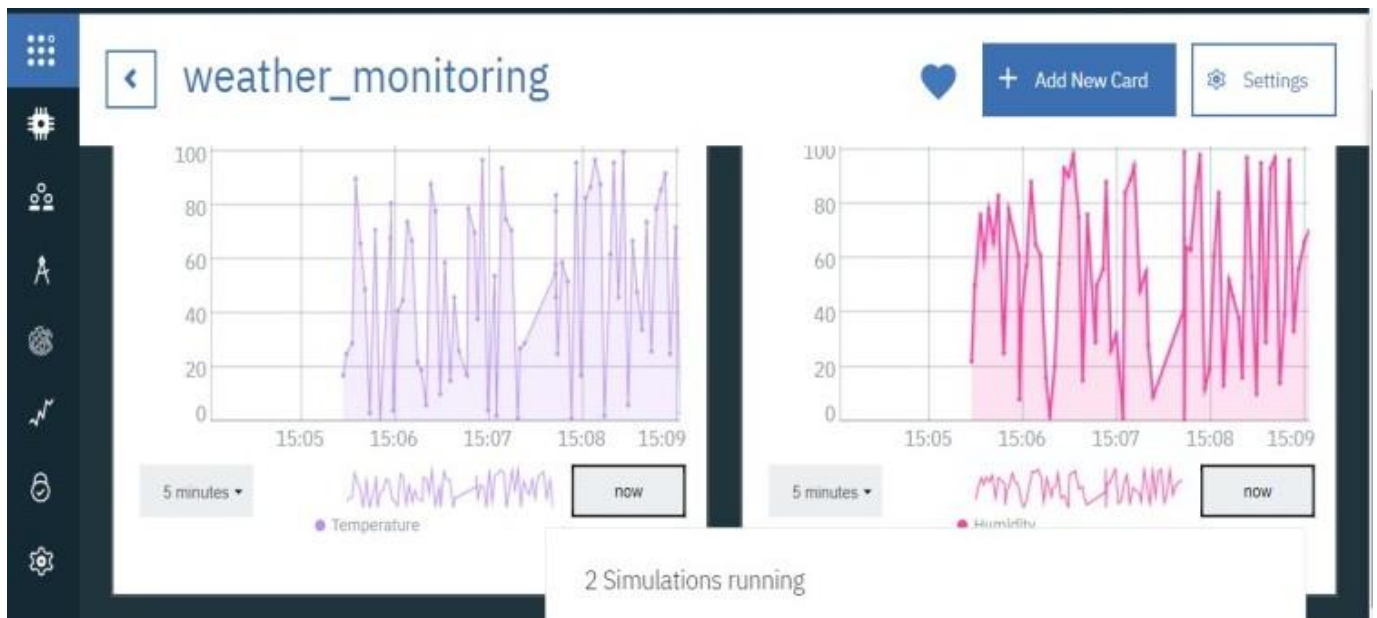 weather_monitoring
+ Add New Card
Settings
100
80
60
40
20
0
15:05 15:06 15:07 15:08 15:09
5 minutes
now
Temperature
100
80
60
40
20
0
15:05 15:06 15:07 15:08 15:09
5 minutes
now
Humidity
2 Simulations running